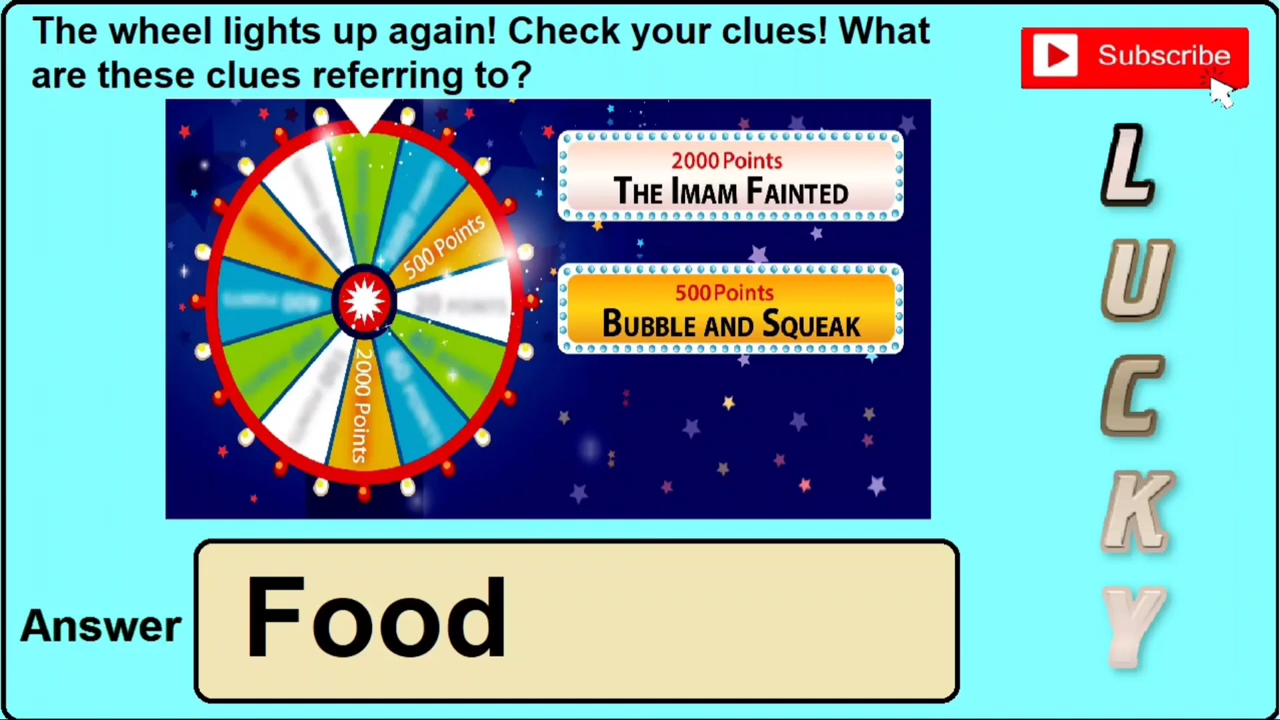 The wheel lights up again! Check your clues! What
are these clues referring to?
Subscribe
2000 Points
THE IMAM FAINTED
500 Points
BUBBLE AND SQUEAK
500 Points
2000 Points
L
U
C
K
Y
Answer
Food